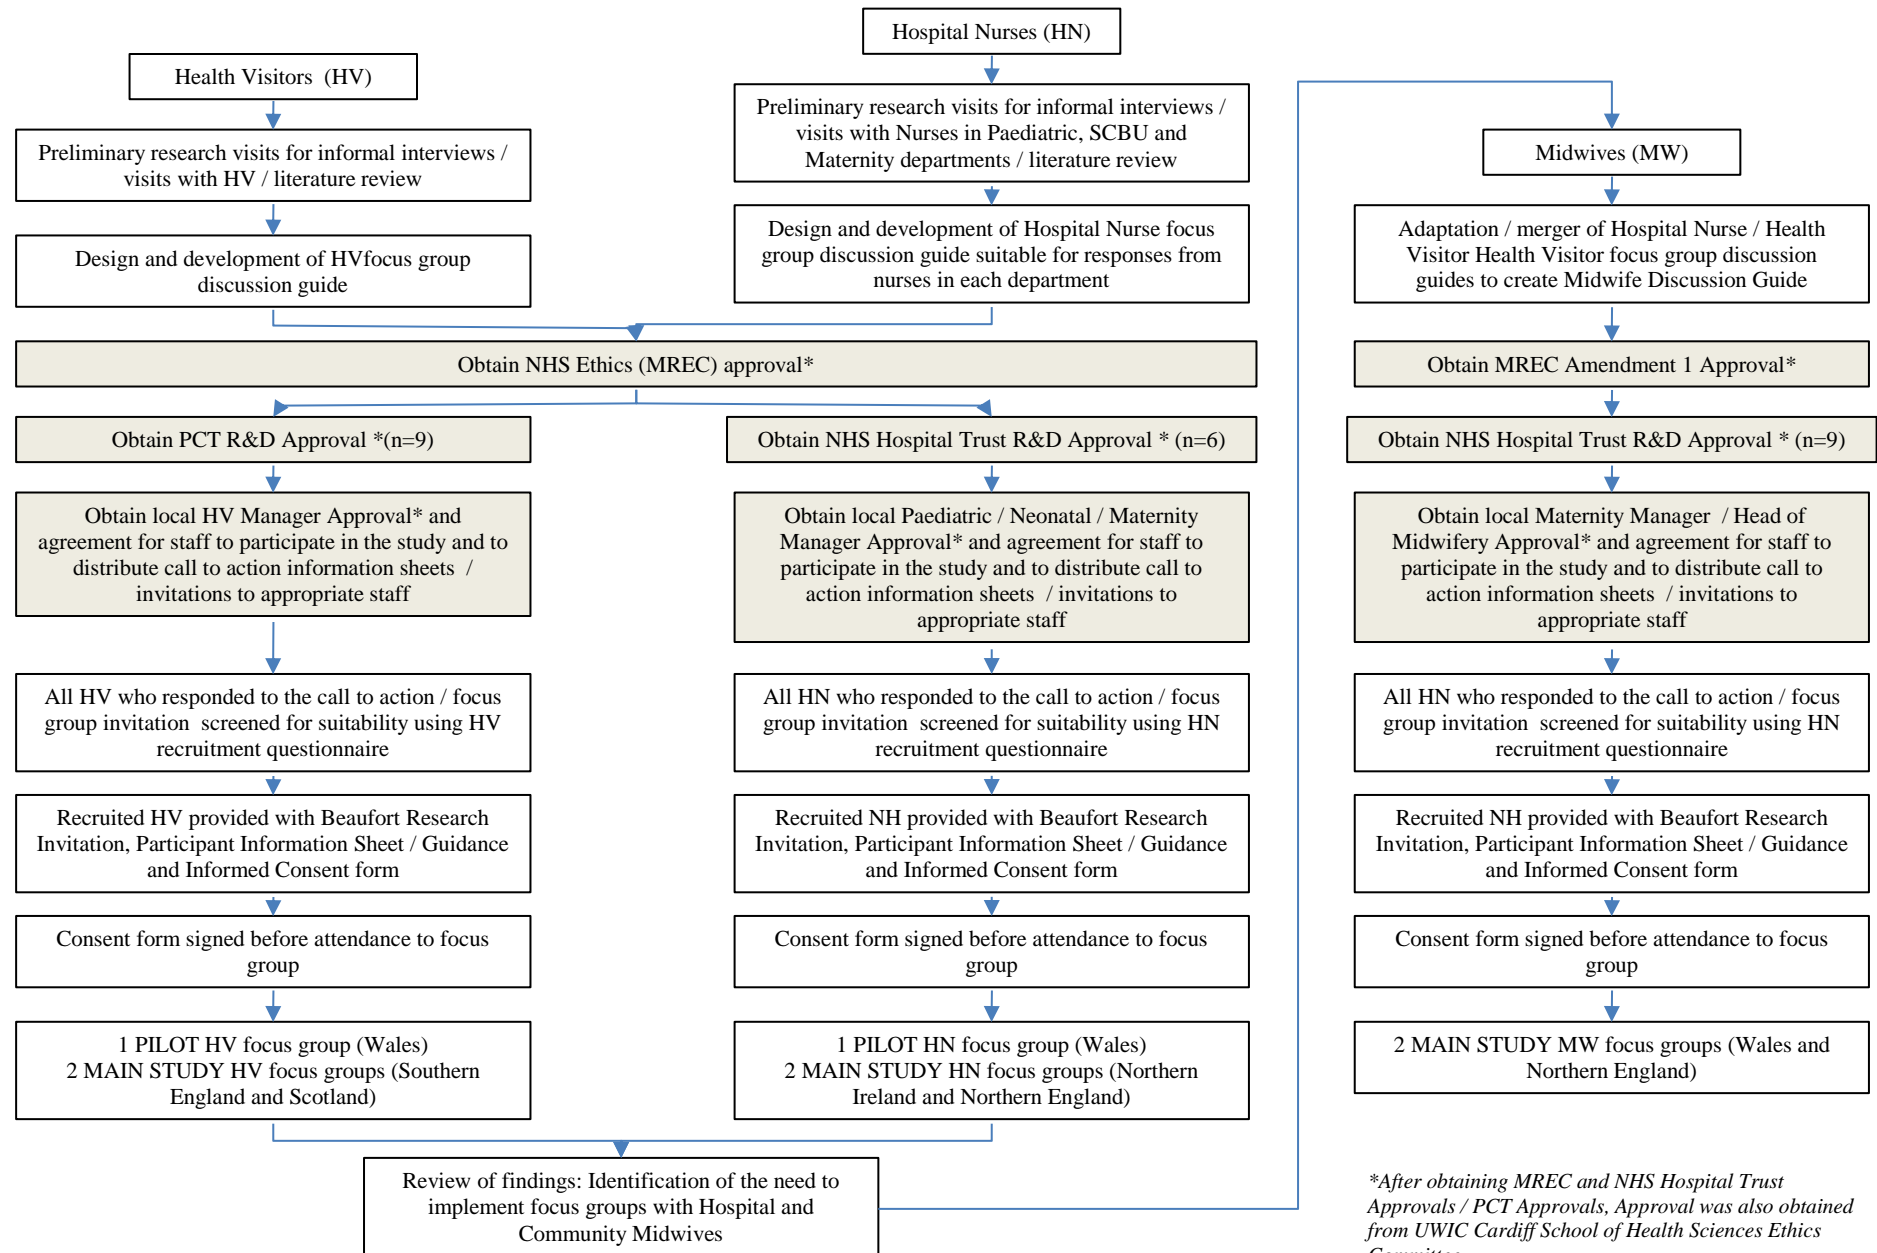 Health Visitors  (HV)
Preliminary research visits for informal interviews /
visits with HV / literature review
Design and development of HVfocus group
discussion guide
Hospital Nurses (HN)
Preliminary research visits for informal interviews /
visits with Nurses in Paediatric, SCBU and
Maternity departments / literature review
Design and development of Hospital Nurse focus
group discussion guide suitable for responses from
nurses in each department
Obtain NHS Ethics (MREC) approval*
Obtain PCT R&D Approval *(n=9)
Obtain local HV Manager Approval* and
agreement for staff to participate in the study and to
distribute call to action information sheets  /
invitations to appropriate staff
All HV who responded to the call to action / focus
group invitation  screened for suitability using HV
recruitment questionnaire
Recruited HV provided with Beaufort Research
Invitation, Participant Information Sheet / Guidance
and Informed Consent form
Consent form signed before attendance to focus
group
1 PILOT HV focus group (Wales)
2 MAIN STUDY HV focus groups (Southern
England and Scotland)
Obtain NHS Hospital Trust R&D Approval * (n=6)
Obtain local Paediatric / Neonatal / Maternity
Manager Approval* and agreement for staff to
participate in the study and to distribute call to
action information sheets  / invitations to
appropriate staff
All HN who responded to the call to action / focus
group invitation  screened for suitability using HN
recruitment questionnaire
Recruited NH provided with Beaufort Research
Invitation, Participant Information Sheet / Guidance
and Informed Consent form
Consent form signed before attendance to focus
group
1 PILOT HN focus group (Wales)
2 MAIN STUDY HN focus groups (Northern
Ireland and Northern England)
Review of findings: Identification of the need to
implement focus groups with Hospital and
Community Midwives
Midwives (MW)
Adaptation / merger of Hospital Nurse / Health
Visitor Health Visitor focus group discussion
guides to create Midwife Discussion Guide
Obtain MREC Amendment 1 Approval*
Obtain NHS Hospital Trust R&D Approval * (n=9)
Obtain local Maternity Manager  / Head of
Midwifery Approval* and agreement for staff to
participate in the study and to distribute call to
action information sheets  / invitations to
appropriate staff
All HN who responded to the call to action / focus
group invitation  screened for suitability using HN
recruitment questionnaire
Recruited NH provided with Beaufort Research
Invitation, Participant Information Sheet / Guidance
and Informed Consent form
Consent form signed before attendance to focus
group
2 MAIN STUDY MW focus groups (Wales and
Northern England)
*After obtaining MREC and NHS Hospital Trust
Approvals / PCT Approvals, Approval was also obtained
from UWIC Cardiff School of Health Sciences Ethics